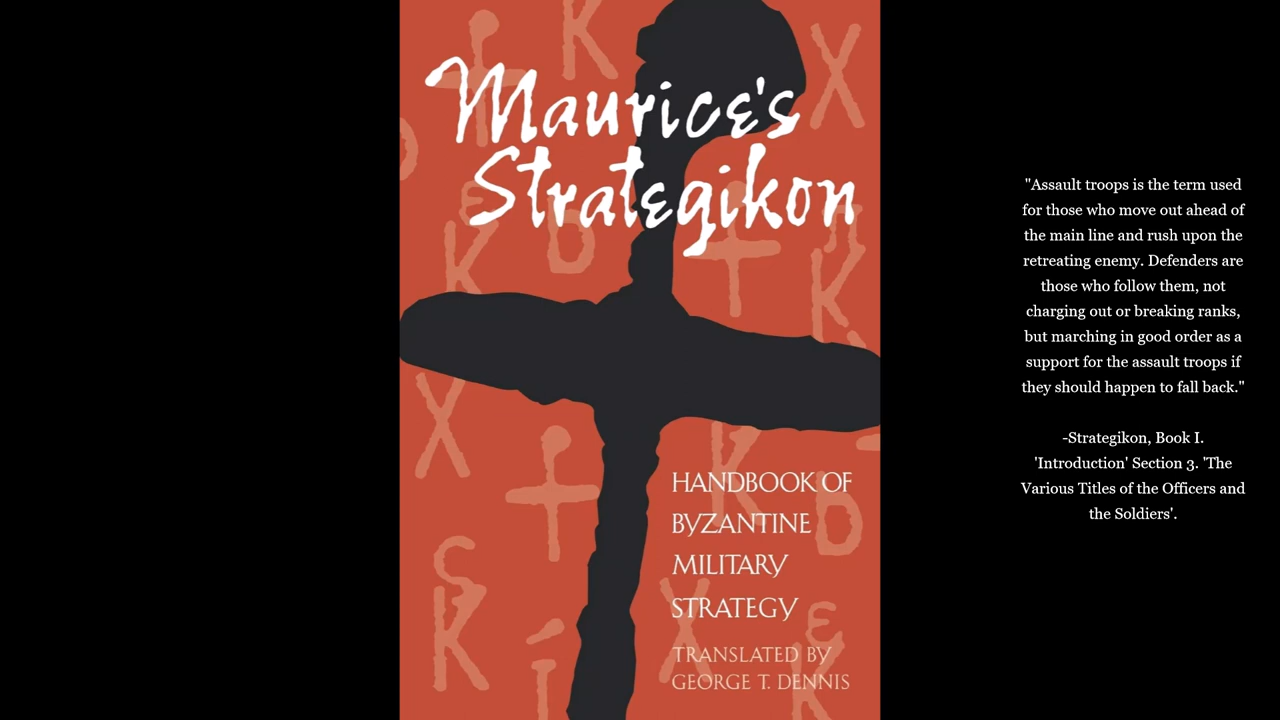 Maurice's
Strategikon
HANDBOOK OF
BYZANTINE
MILITARY
STRATEGY
TRANSLATED BY
GEORGE T. DENNIS
"Assault troops is the term used
for those who move out ahead of
the main line and rush upon the
retreating enemy. Defenders are
those who follow them, not
charging out or breaking ranks,
but marching in good order as a
support for the assault troops if
they should happen to fall back."
-Strategikon, Book I.
'Introduction' Section 3. 'The
Various Titles of the Officers and
the Soldiers'.